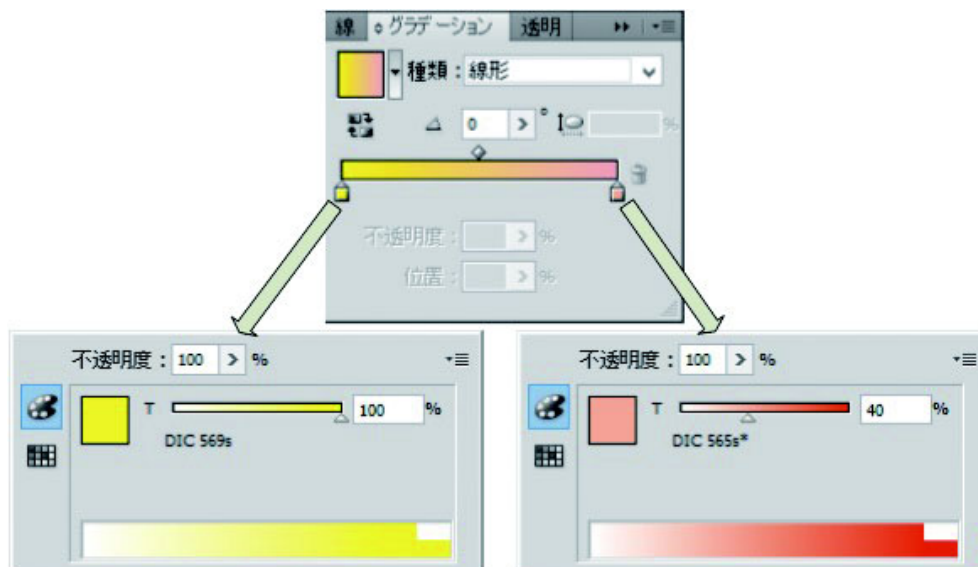 線 グラデーション 透明
種類：線形
0 ° %
不透明度： %
位置： %
不透明度：100 %
T 100 %
DIC 569s
不透明度：100 %
T 40 %
DIC 565s*